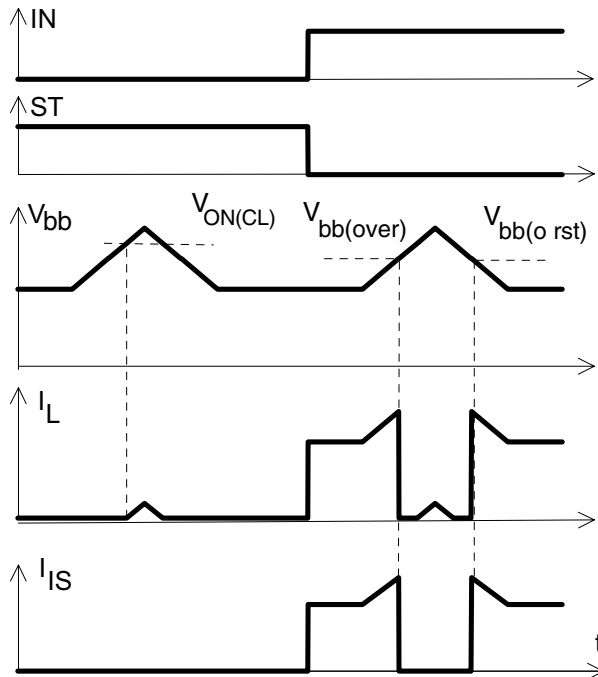 IN
ST
Vbb
VON(CL)
Vbb(over)
Vbb(o rst)
IL
IIS
t